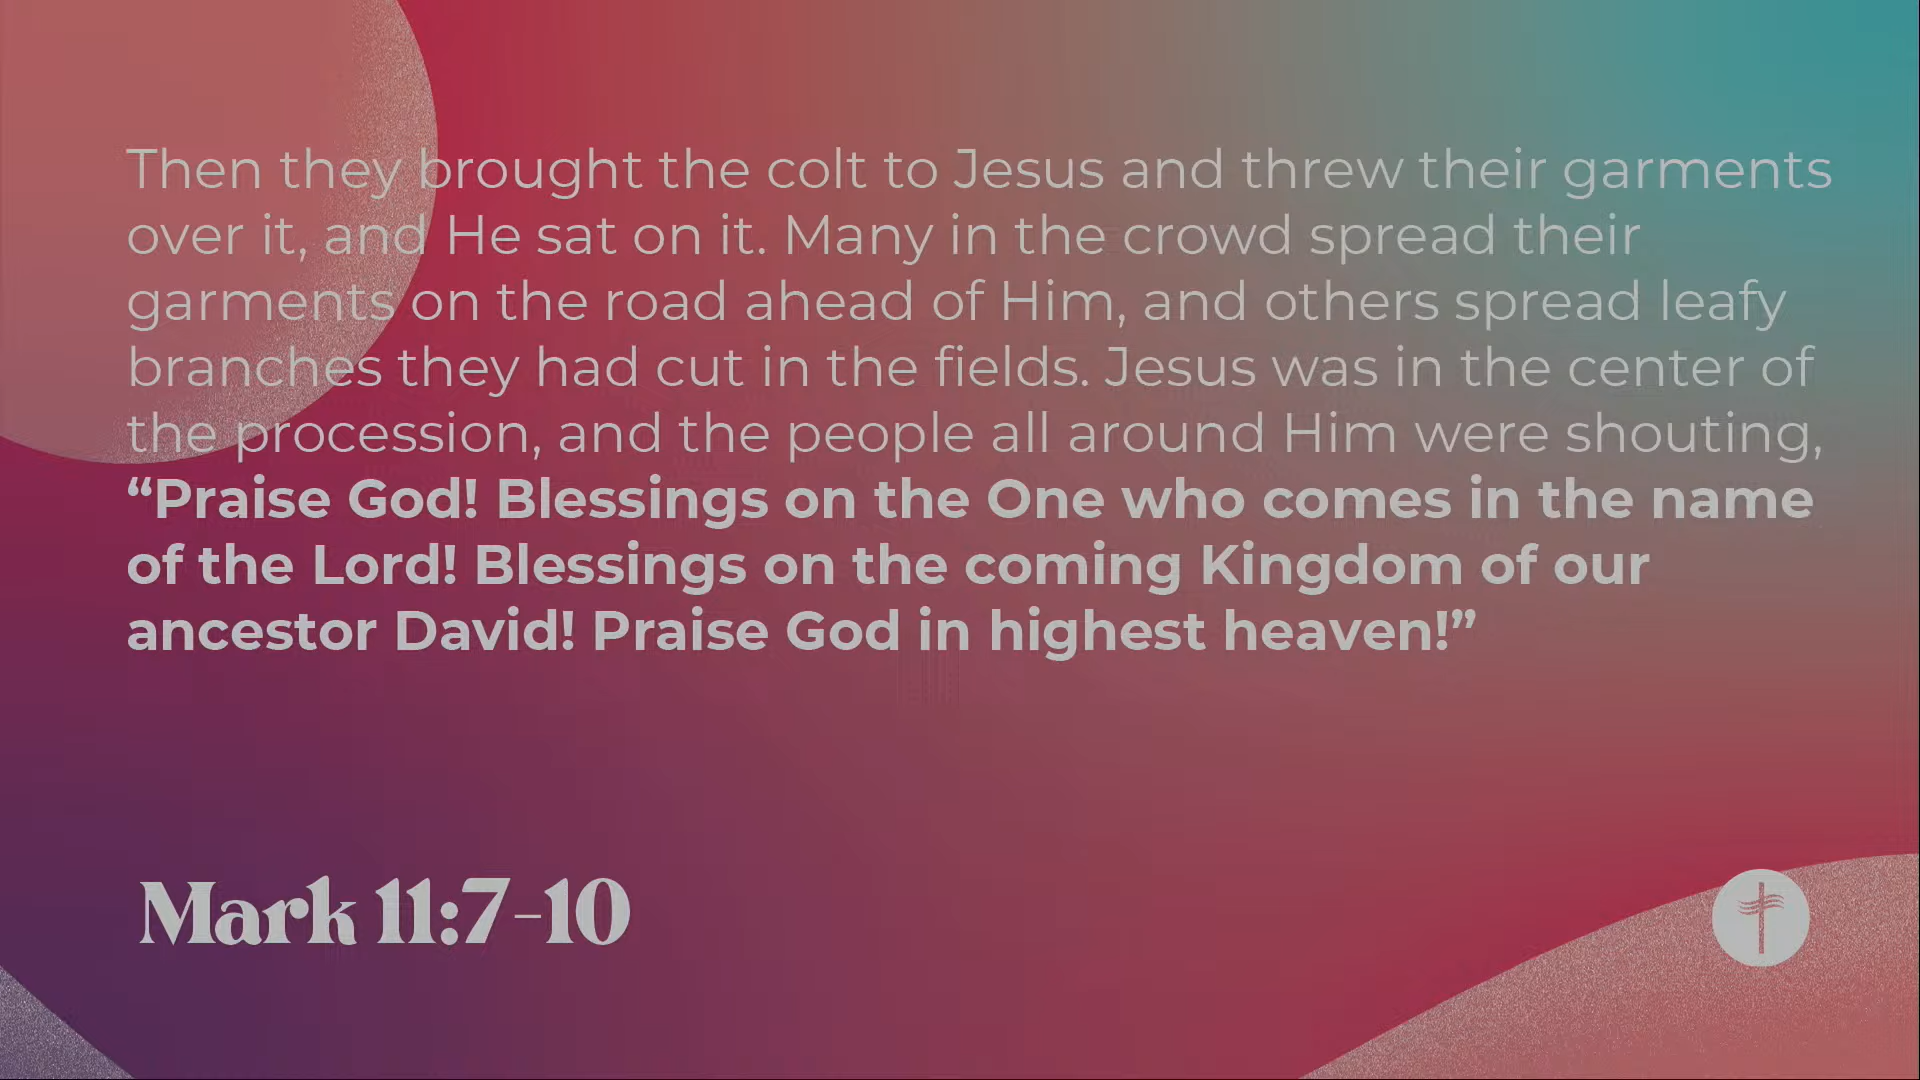 Then they brought the colt to Jesus and threw their garments
over it, and He sat on it. Many in the crowd spread their
garments on the road ahead of Him, and others spread leafy
branches they had cut in the fields. Jesus was in the center of
the procession, and the people all around Him were shouting,
“Praise God! Blessings on the One who comes in the name
of the Lord! Blessings on the coming Kingdom of our
ancestor David! Praise God in highest heaven!”
Mark 11:7-10